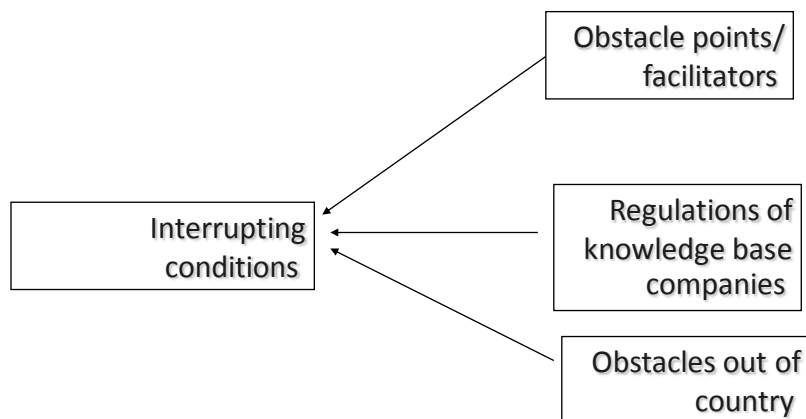 Obstacle points/
facilitators
Interrupting
conditions
Regulations of
knowledge base
companies
Obstacles out of
country